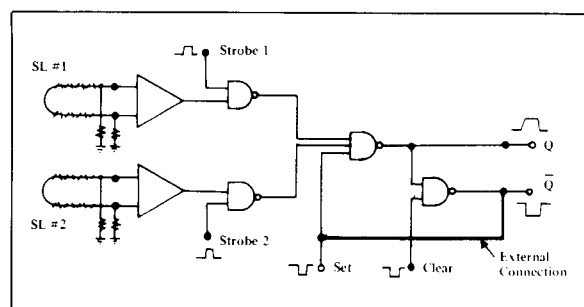 Strobe 1
SL #1
Q
Q̅
SL #2
Strobe 2
Set
Clear
External
Connection